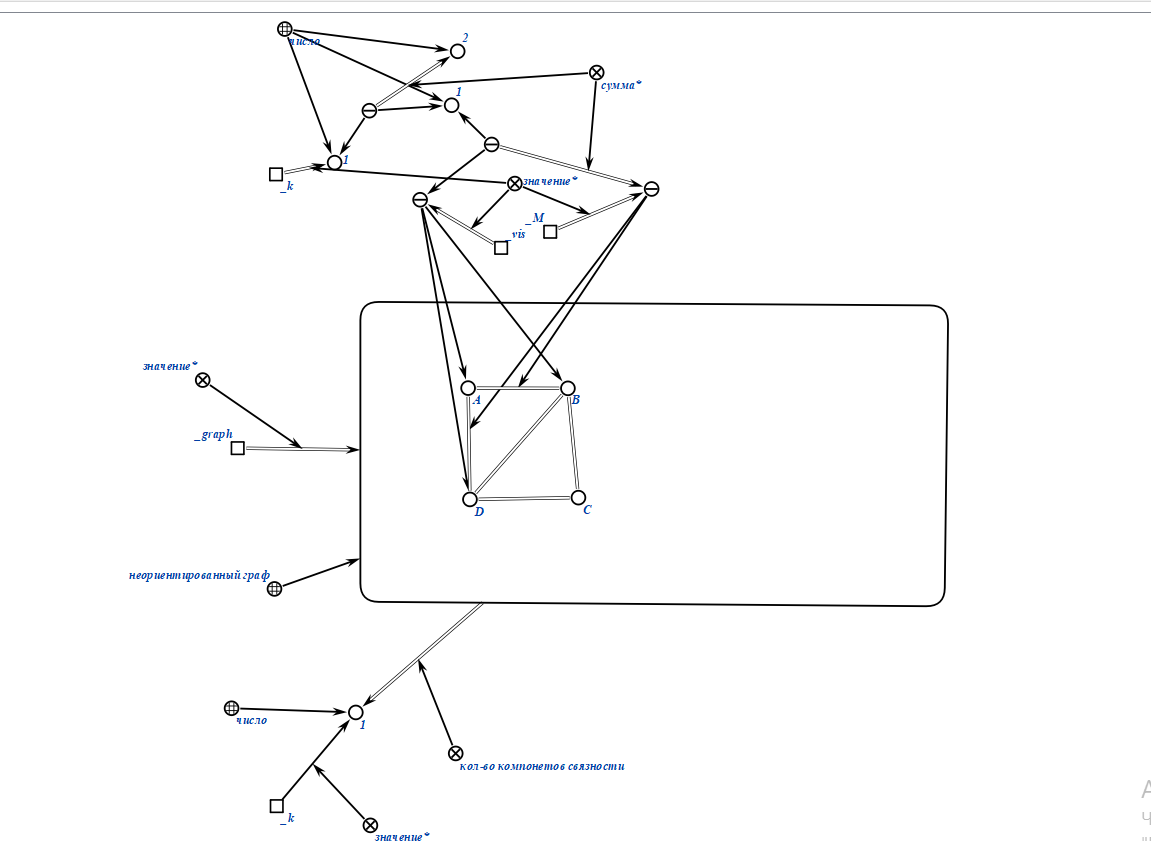 число
2
сумма*
1
1
_k
значение*
_M
_vis
значение*
A
B
_graph
D
C
неориентированный граф
число
1
кол-во компонетов связности
_k
значение*